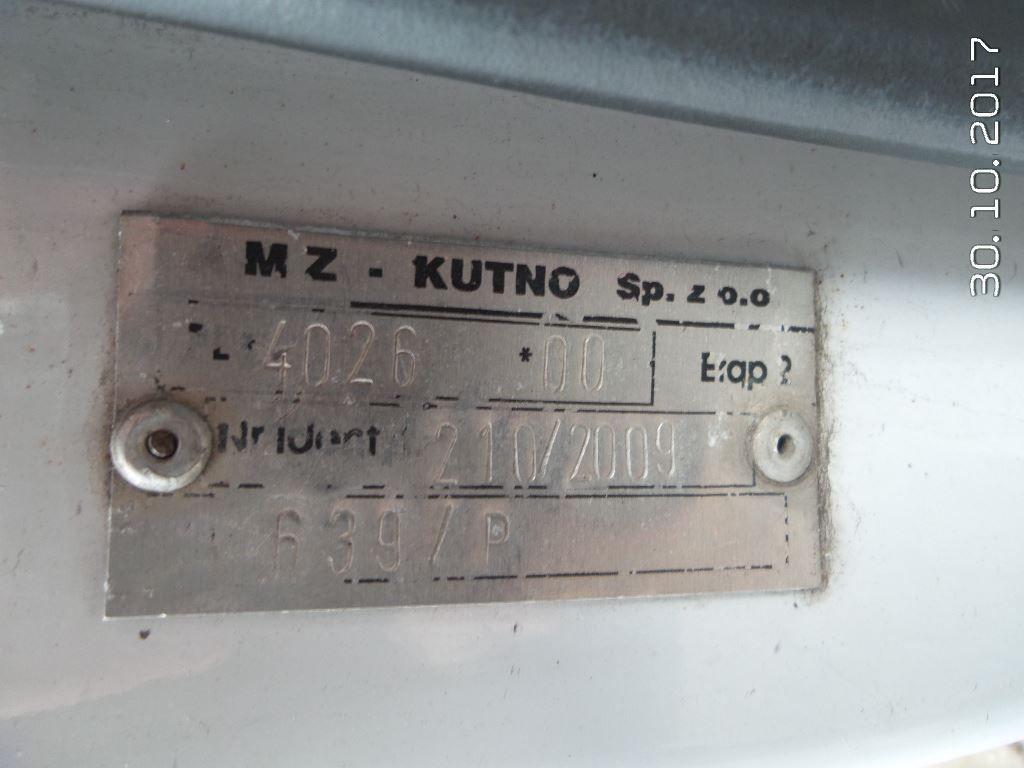 MZ - KUTNO Sp. z o.o
4026 *00 Etap 2
Nr Ident 210/2009
639/P
30.10.2017